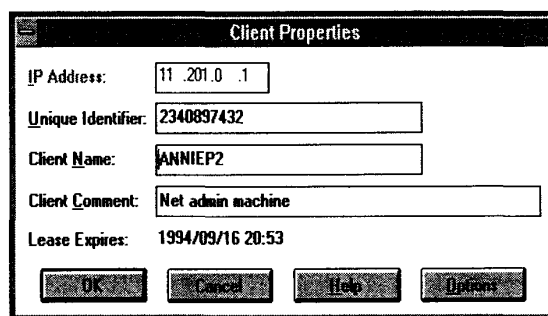 Client Properties
IP Address: 11 .201.0 .1
Unique Identifier: 2340897432
Client Name: ANNIEP2
Client Comment: Net admin machine
Lease Expires: 1994/09/16 20:53
OK Cancel Help Options